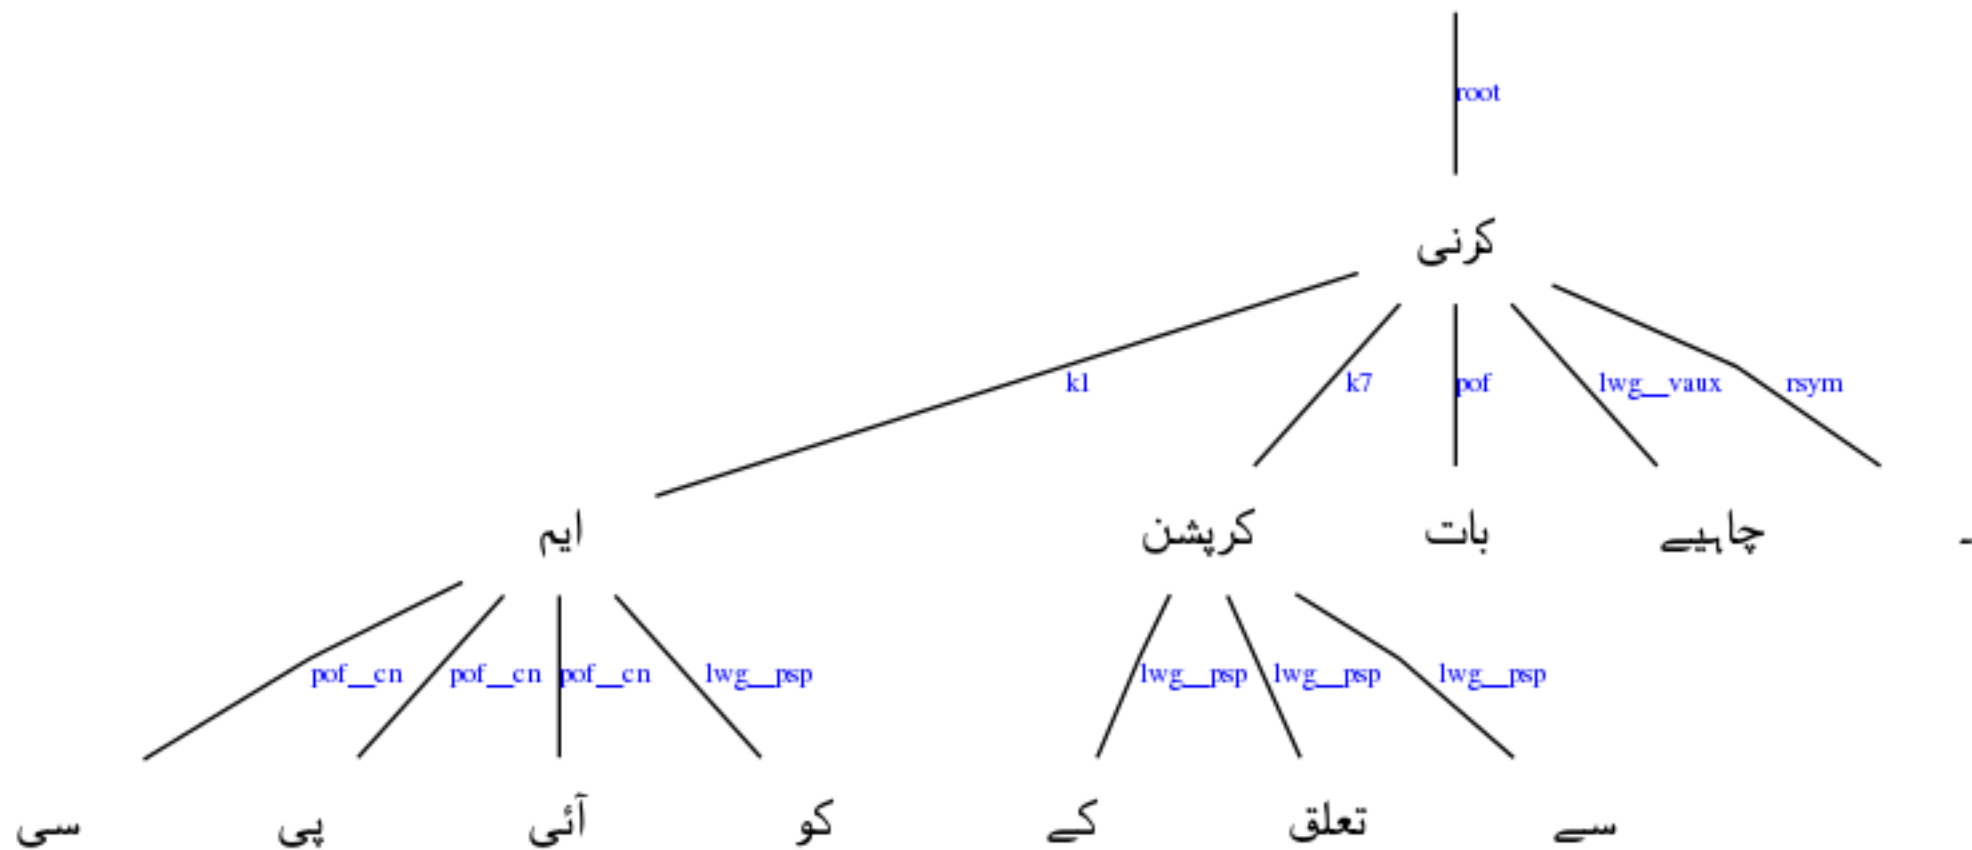 root
کرنی
k1 k7 pof lwg__vaux rsym
ایم کرپشن بات چاہیے ۔
pof__cn pof__cn pof__cn lwg__psp lwg__psp lwg__psp lwg__psp
سی پی آئی کو کے تعلق سے